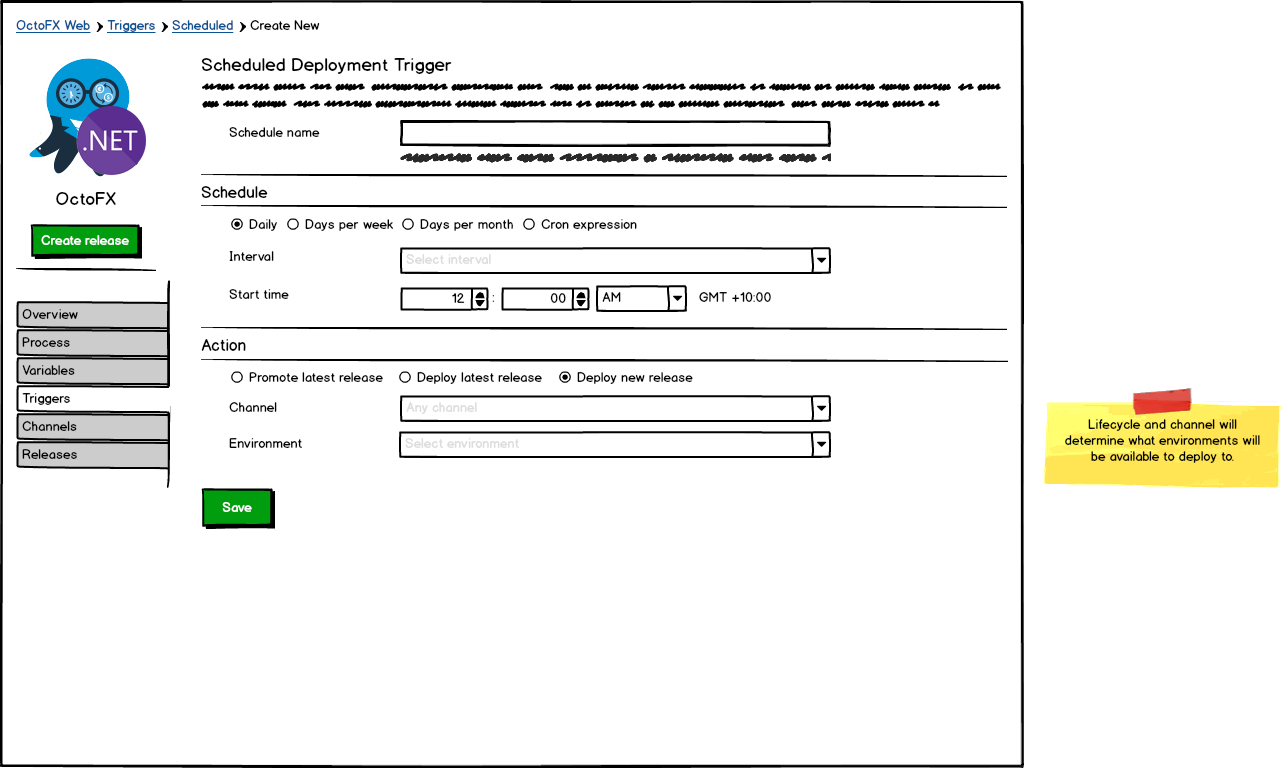 OctoFX Web > Triggers > Scheduled > Create New
.NET
OctoFX
Create release
Overview
Process
Variables
Triggers
Channels
Releases
Scheduled Deployment Trigger
Schedule name
Schedule
Daily Days per week Days per month Cron expression
Interval Select interval
Start time 12 : 00 AM GMT +10:00
Action
Promote latest release Deploy latest release Deploy new release
Channel Any channel
Environment Select environment
Save
Lifecycle and channel will
determine what environments will
be available to deploy to.